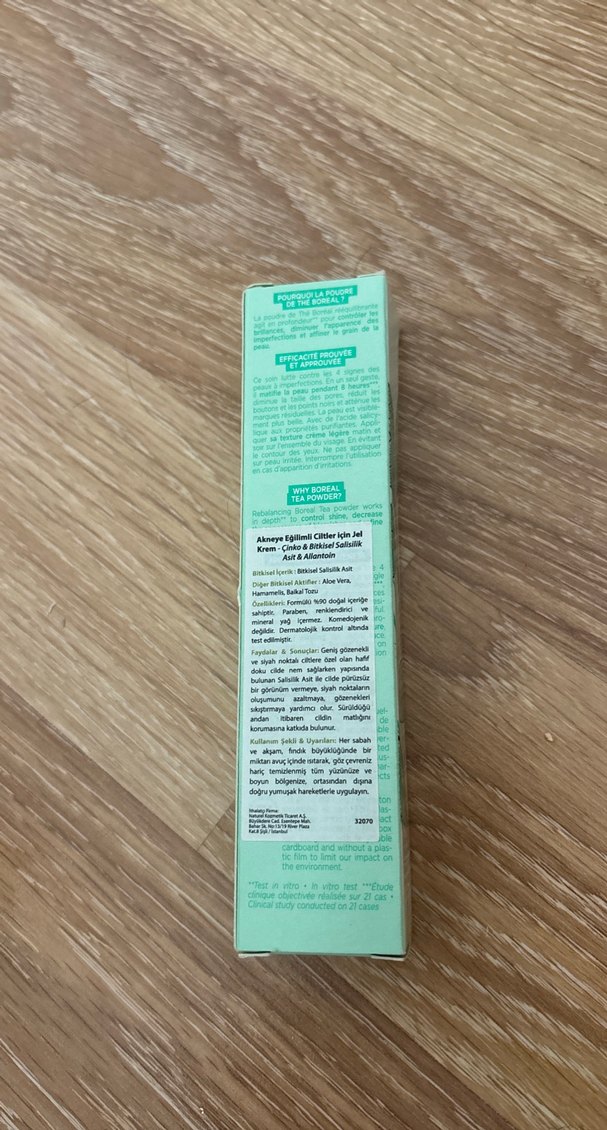 POURQUOI LA POUDRE
DE THÉ BORÉAL ?
La poudre de Thé Boréal rééquilibrante
agit en profondeur** pour contrôler les
brillances, diminuer l'apparence des
imperfections et affiner le grain de la
peau.
EFFICACITÉ PROUVÉE
ET APPROUVÉE
Ce soin lutte contre les 4 signes des
peaux à imperfections. En un seul geste,
il matifie la peau pendant 8 heures***,
diminue la taille des pores, réduit les
boutons et les points noirs et atténue les
marques résiduelles. La peau est visible-
ment plus belle. Avec de l'acide salicy-
lique aux propriétés purifiantes. Appli-
quer sa texture crème légère matin et
soir sur l'ensemble du visage. En évitant
le contour des yeux. Ne pas appliquer
sur peau irritée. Interrompre l'utilisation
en cas d'apparition d'irritations.
WHY BOREAL
TEA POWDER?
Rebalancing Boreal Tea powder works
in depth** to control shine, decrease
Akneye Eğilimli Ciltler için Jel
Krem - Çinko & Bitkisel Salisilik
Asit & Allantoin
Bitkisel İçerik : Bitkisel Salisilik Asit
Diğer Bitkisel Aktifler : Aloe Vera,
Hamamelis, Baikal Tozu
Özellikleri: Formülü %90 doğal içeriğe
sahiptir. Paraben, renklendirici ve
mineral yağ içermez. Komedojenik
değildir. Dermatolojik kontrol altında
test edilmiştir.
Faydalar & Sonuçlar: Geniş gözenekli
ve siyah noktalı ciltlere özel olan hafif
doku cilde nem sağlarken yapısında
bulunan Salisilik Asit ile cilde pürüzsüz
bir görünüm vermeye, siyah noktaların
oluşumunu azaltmaya, gözenekleri
sıkıştırmaya yardımcı olur. Sürüldüğü
andan itibaren cildin matlığını
korumasına katkıda bulunur.
Kullanım Şekli & Uyarıları: Her sabah
ve akşam, fındık büyüklüğünde bir
miktarı avuç içinde ısıtarak, göz çevreniz
hariç temizlenmiş tüm yüzünüze ve
boyun bölgenize, ortasından dışına
doğru yumuşak hareketlerle uygulayın.
İthalatçı Firma:
Naturel Kozmetik Ticaret A.Ş.
Büyükdere Cad. Esentepe Mah.
Bahar Sk. No:13/19 River Plaza
Kat:8 Şişli / İstanbul
32070
cardboard and without a plas-
tic film to limit our impact on
the environment.
**Test in vitro • In vitro test ***Étude
clinique objectivée réalisée sur 21 cas •
Clinical study conducted on 21 cases